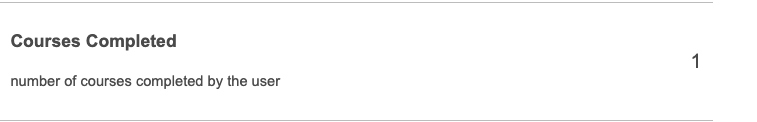 Courses Completed
1
number of courses completed by the user